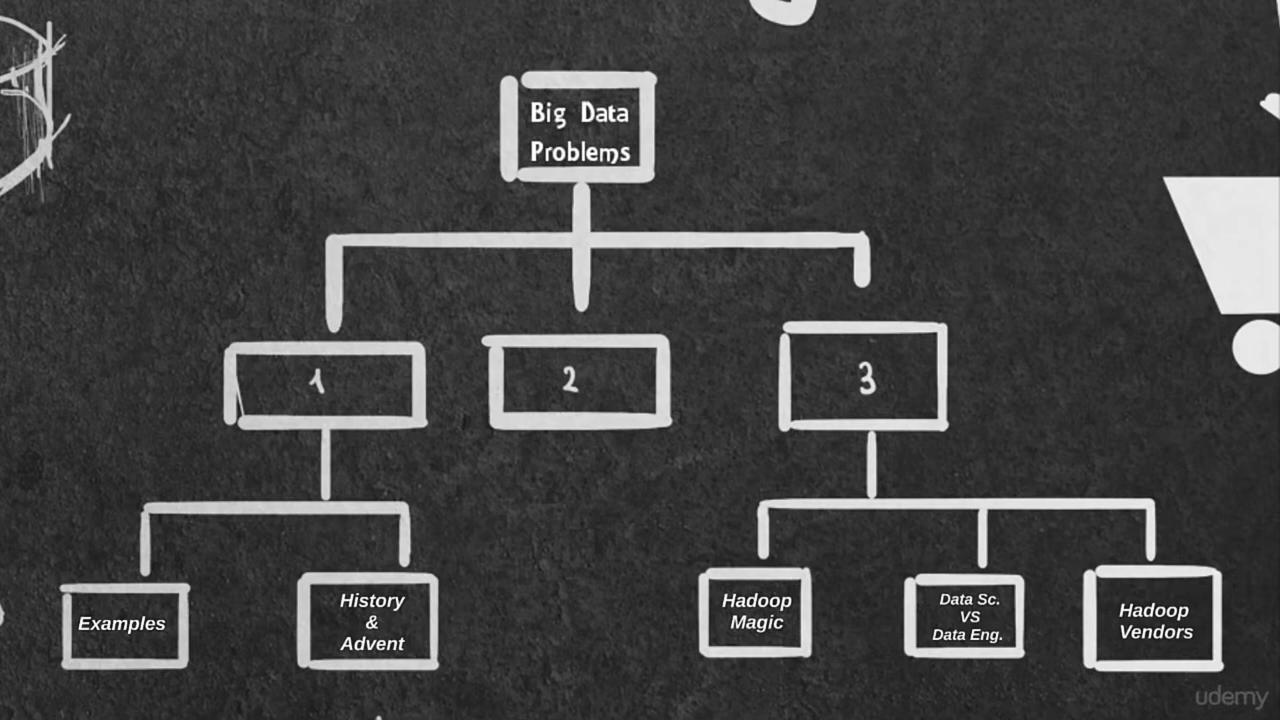 Big Data
Problems
1
2
3
Examples
History
&
Advent
Hadoop
Magic
Data Sc.
VS
Data Eng.
Hadoop
Vendors
udemy